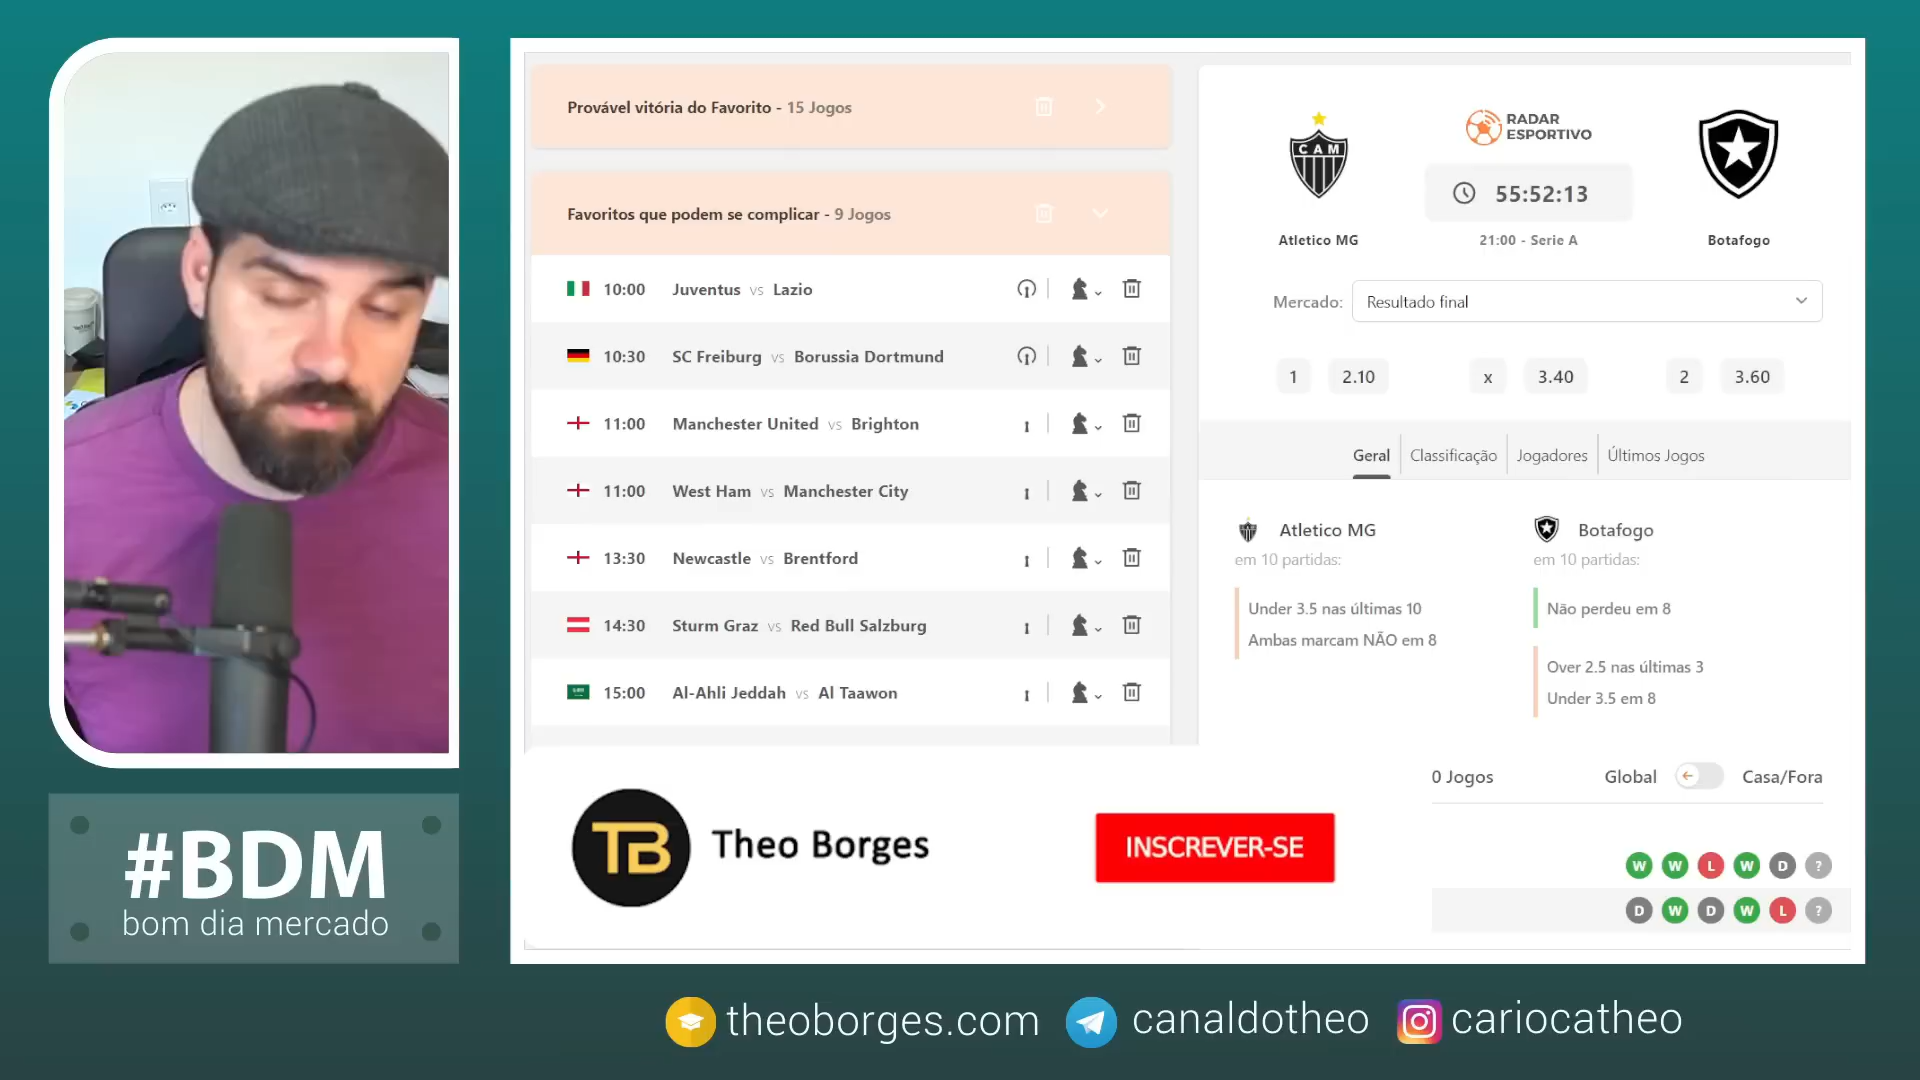 Provável vitória do Favorito - 15 Jogos
Favoritos que podem se complicar - 9 Jogos
10:00 Juventus vs Lazio
10:30 SC Freiburg vs Borussia Dortmund
11:00 Manchester United vs Brighton
11:00 West Ham vs Manchester City
13:30 Newcastle vs Brentford
14:30 Sturm Graz vs Red Bull Salzburg
15:00 Al-Ahli Jeddah vs Al Taawon
CAM
RADAR
ESPORTIVO
55:52:13
Atletico MG
21:00 - Serie A
Botafogo
Mercado: Resultado final
1 2.10 x 3.40 2 3.60
Geral Classificação Jogadores Últimos Jogos
Atletico MG
em 10 partidas:
Under 3.5 nas últimas 10
Ambas marcam NÃO em 8
Botafogo
em 10 partidas:
Não perdeu em 8
Over 2.5 nas últimas 3
Under 3.5 em 8
0 Jogos Global Casa/Fora
W W L W D ?
D W D W L ?
TB Theo Borges
INSCREVER-SE
#BDM
bom dia mercado
theoborges.com canaldotheo cariocatheo